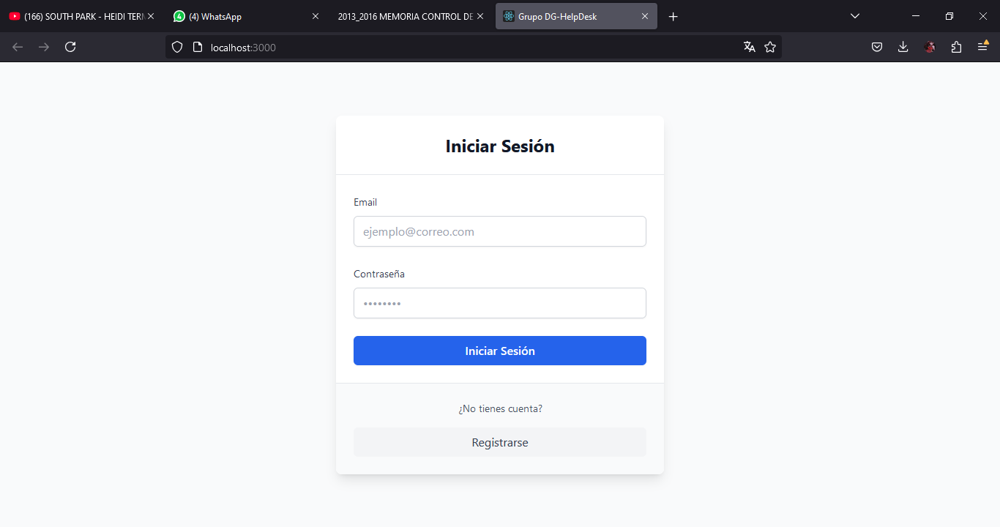 (166) SOUTH PARK - HEIDI TERM
(4) WhatsApp
2013_2016 MEMORIA CONTROL DE
Grupo DG-HelpDesk
localhost:3000
Iniciar Sesión
Email
ejemplo@correo.com
Contraseña
••••••••
Iniciar Sesión
¿No tienes cuenta?
Registrarse